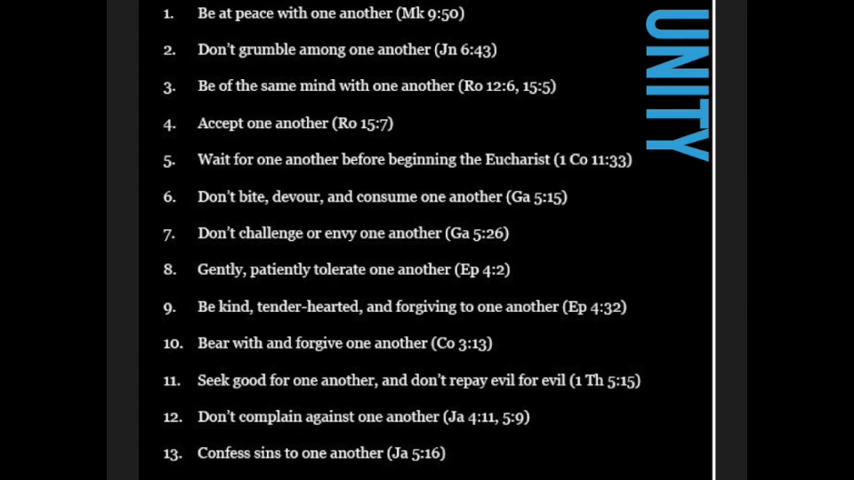 1. Be at peace with one another (Mk 9:50)
2. Don't grumble among one another (Jn 6:43)
3. Be of the same mind with one another (Ro 12:6, 15:5)
4. Accept one another (Ro 15:7)
5. Wait for one another before beginning the Eucharist (1 Co 11:33)
6. Don't bite, devour, and consume one another (Ga 5:15)
7. Don't challenge or envy one another (Ga 5:26)
8. Gently, patiently tolerate one another (Ep 4:2)
9. Be kind, tender-hearted, and forgiving to one another (Ep 4:32)
10. Bear with and forgive one another (Co 3:13)
11. Seek good for one another, and don't repay evil for evil (1 Th 5:15)
12. Don't complain against one another (Ja 4:11, 5:9)
13. Confess sins to one another (Ja 5:16)
UNITY